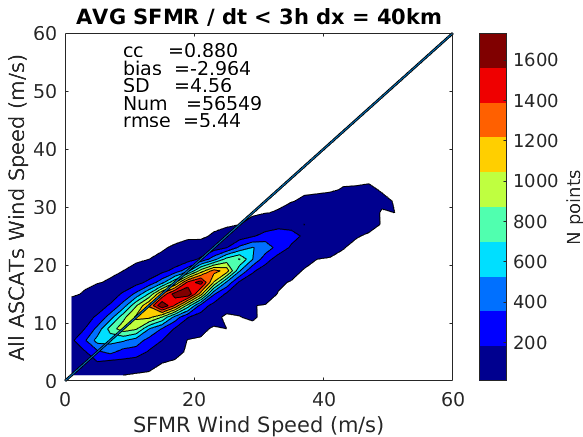 AVG SFMR / dt < 3h dx = 40km
cc =0.880
bias =-2.964
SD =4.56
Num =56549
rmse =5.44
All ASCATs Wind Speed (m/s)
60
50
40
30
20
10
0
0 20 40 60
SFMR Wind Speed (m/s)
1600
1400
1200
1000
800
600
400
200
N points